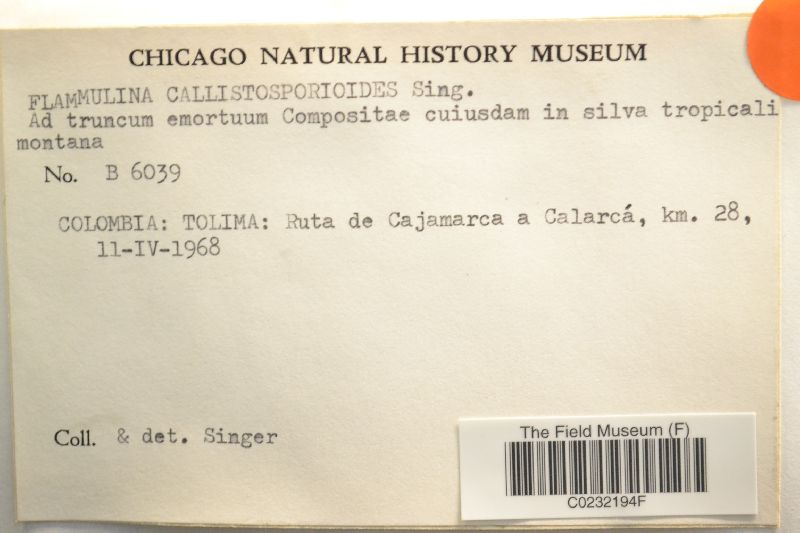 CHICAGO NATURAL HISTORY MUSEUM
FLAMMULINA CALLISTOSPORIOIDES Sing.
Ad truncum emortuum Compositae cuiusdam in silva tropicali
montana
No. B 6039
COLOMBIA: TOLIMA: Ruta de Cajamarca a Calarcá, km. 28,
11-IV-1968
Coll. & det. Singer
The Field Museum (F)
C0232194F